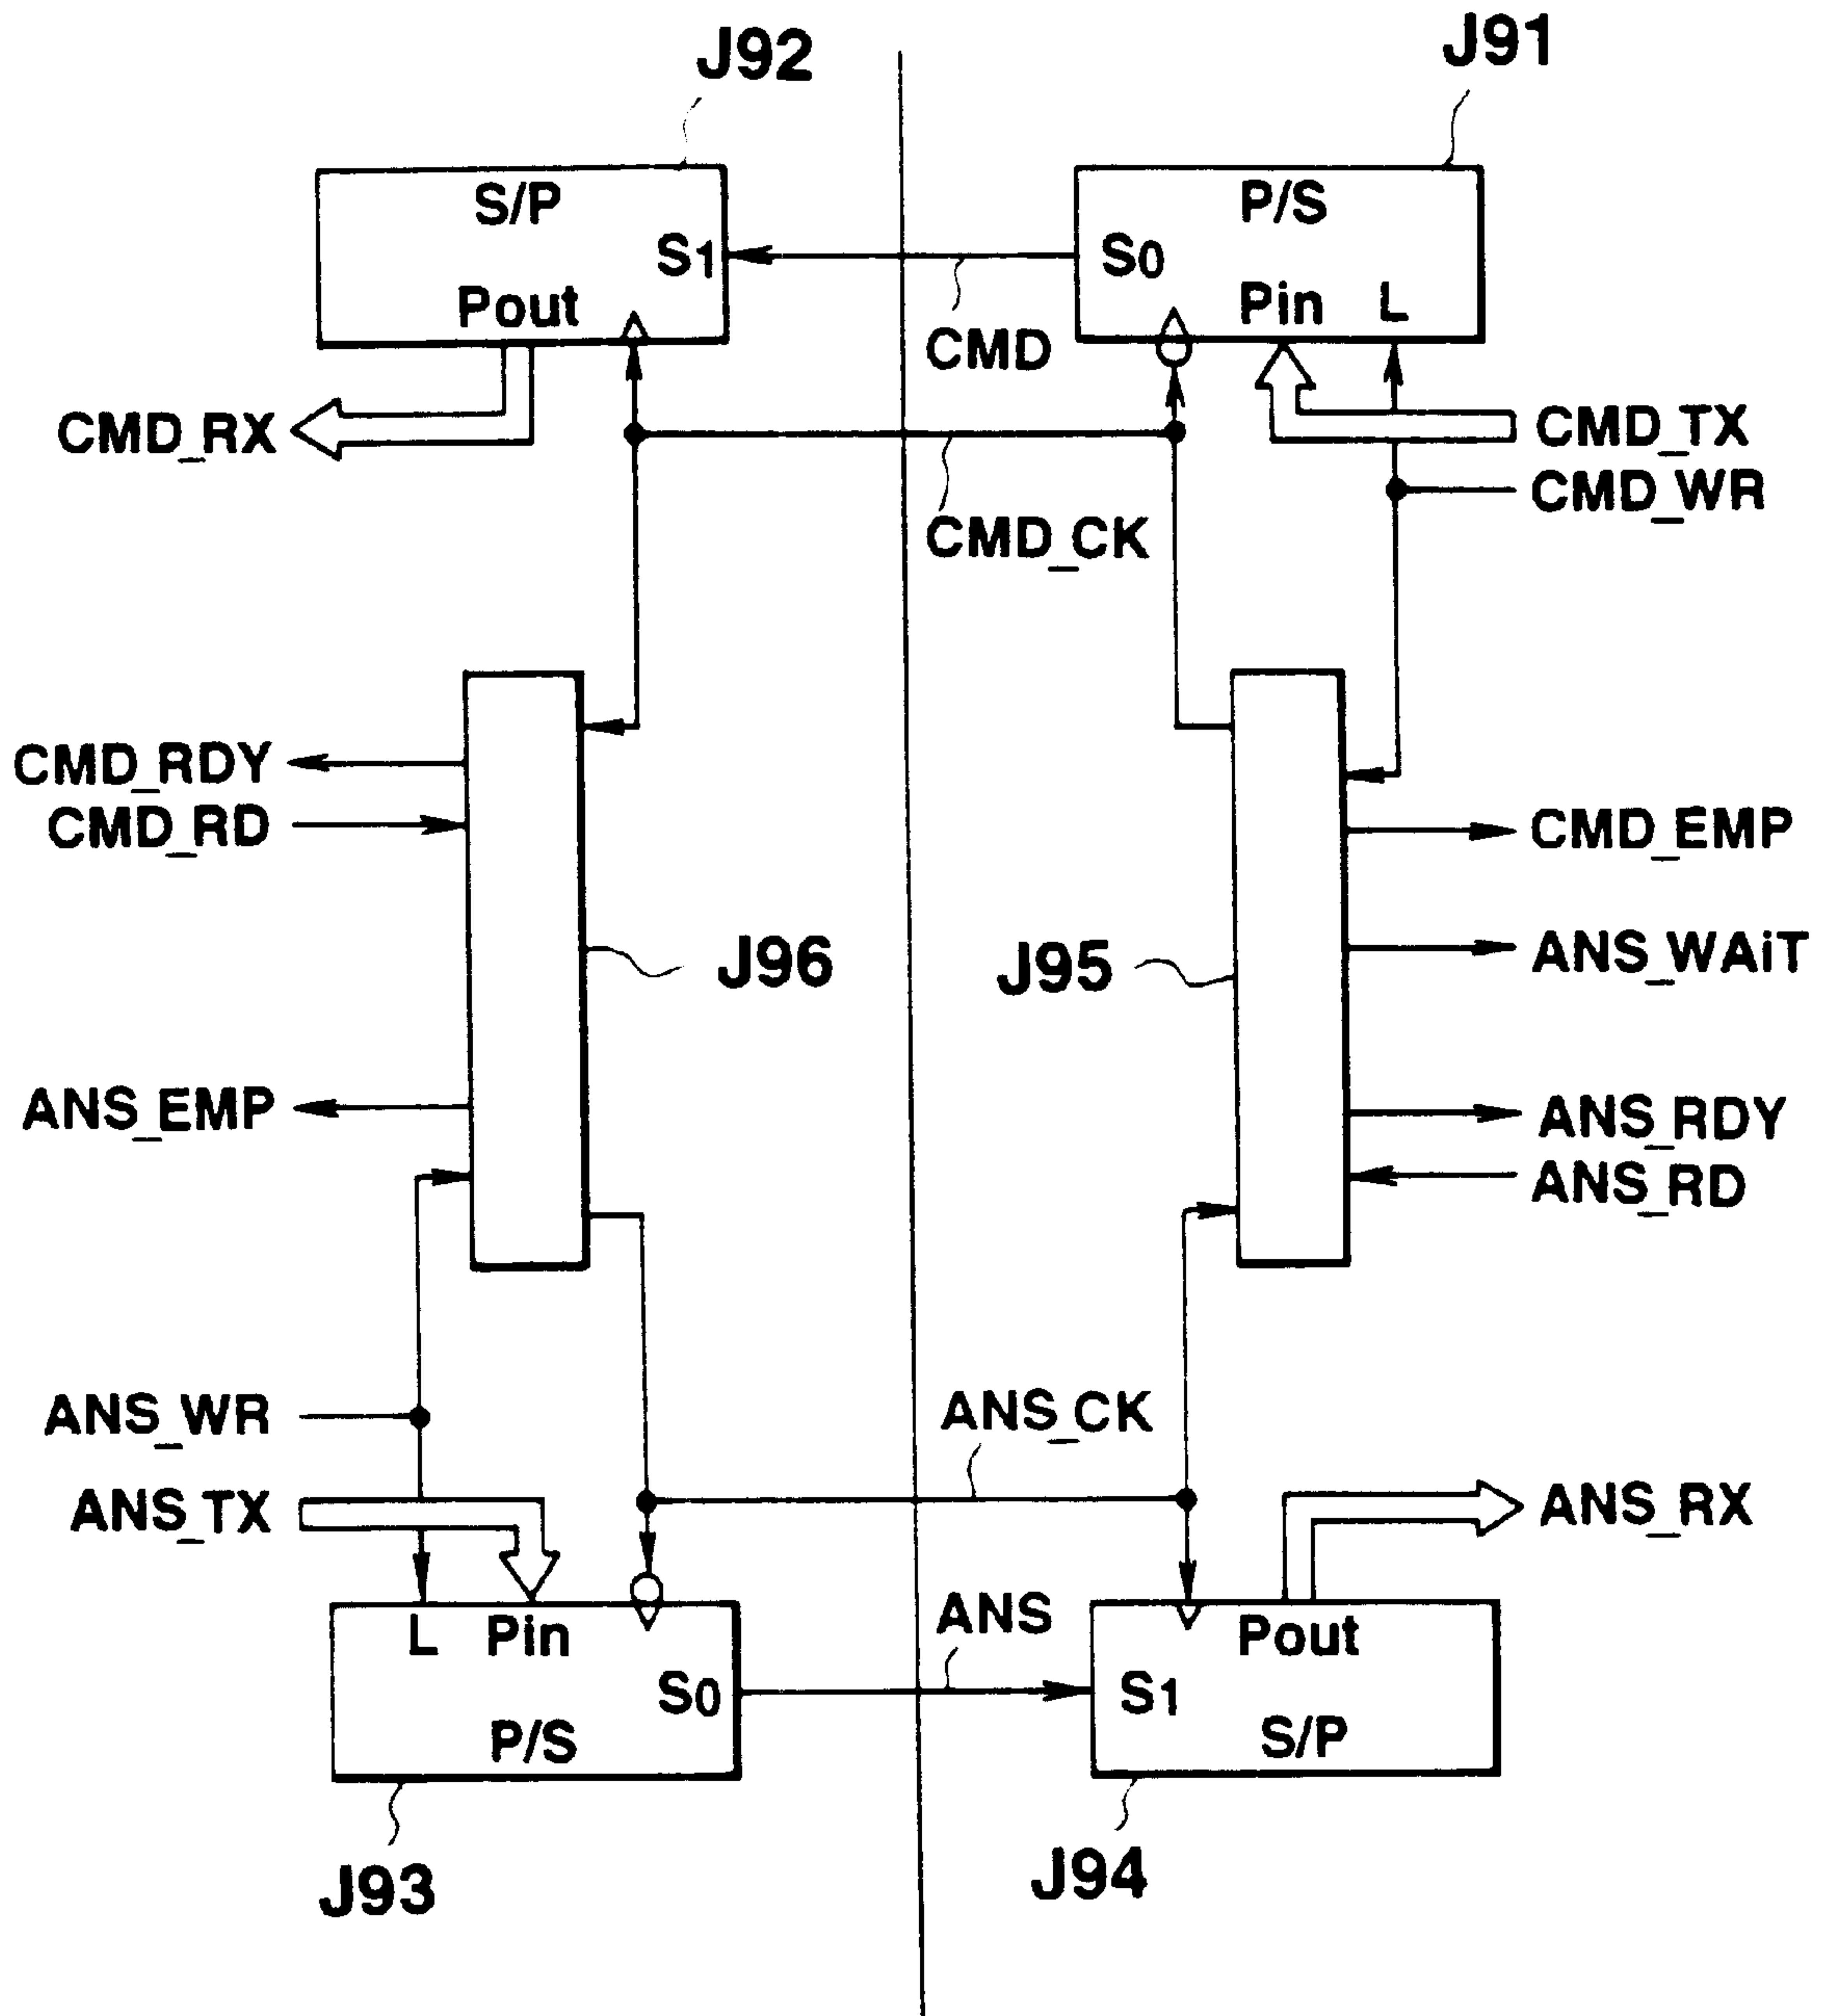 J92
J91
S/P
P/S
S1
S0
Pout
Pin
L
CMD
CMD_RX
CMD_TX
CMD_WR
CMD_CK
CMD_RDY
CMD_RD
CMD_EMP
J96
J95
ANS_WAiT
ANS_EMP
ANS_RDY
ANS_RD
ANS_WR
ANS_CK
ANS_TX
ANS_RX
L
Pin
ANS
Pout
S0
S1
P/S
S/P
J93
J94